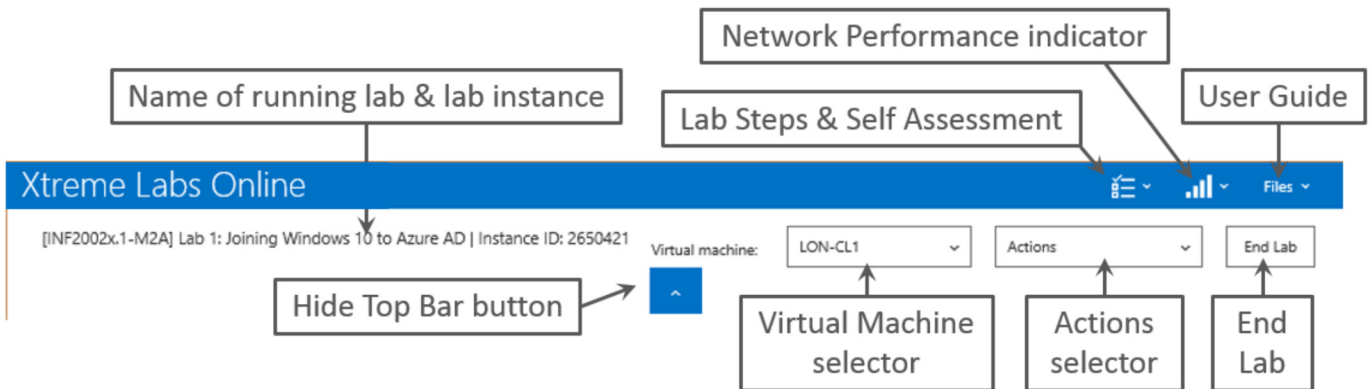 Network Performance indicator
Name of running lab & lab instance
User Guide
Lab Steps & Self Assessment
Xtreme Labs Online
Files
[INF2002x.1-M2A] Lab 1: Joining Windows 10 to Azure AD | Instance ID: 2650421
Virtual machine:
LON-CL1
Actions
End Lab
Hide Top Bar button
Virtual Machine
selector
Actions
selector
End
Lab